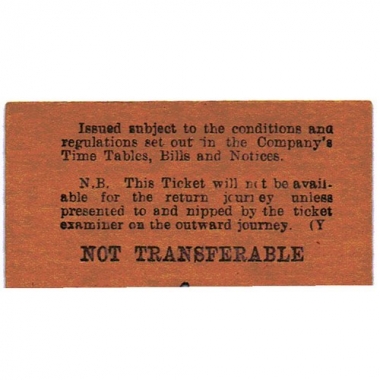 Issued subject to the conditions and
regulations set out in the Company's
Time Tables, Bills and Notices.
N.B. This Ticket will not be avail-
able for the return journey unless
presented to and nipped by the ticket
examiner on the outward journey. (Y
NOT TRANSFERABLE